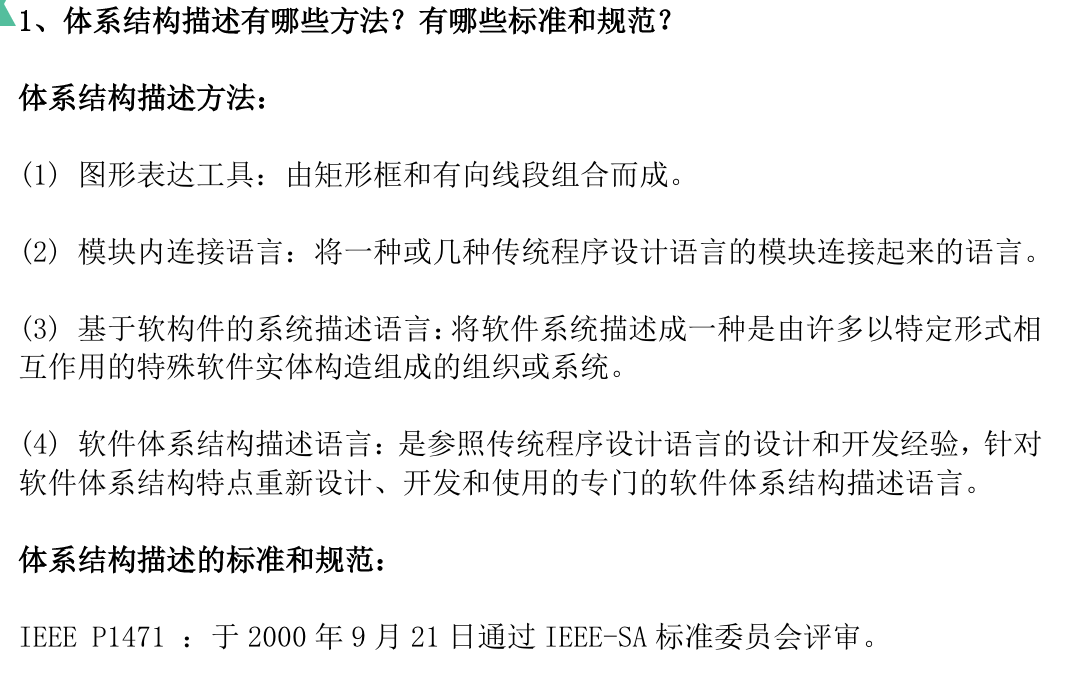 1、体系结构描述有哪些方法？有哪些标准和规范？
体系结构描述方法：
(1) 图形表达工具：由矩形框和有向线段组合而成。
(2) 模块内连接语言：将一种或几种传统程序设计语言的模块连接起来的语言。
(3) 基于软构件的系统描述语言：将软件系统描述成一种是由许多以特定形式相
互作用的特殊软件实体构造组成的组织或系统。
(4) 软件体系结构描述语言：是参照传统程序设计语言的设计和开发经验，针对
软件体系结构特点重新设计、开发和使用的专门的软件体系结构描述语言。
体系结构描述的标准和规范：
IEEE P1471 ：于 2000 年 9 月 21 日通过 IEEE-SA 标准委员会评审。